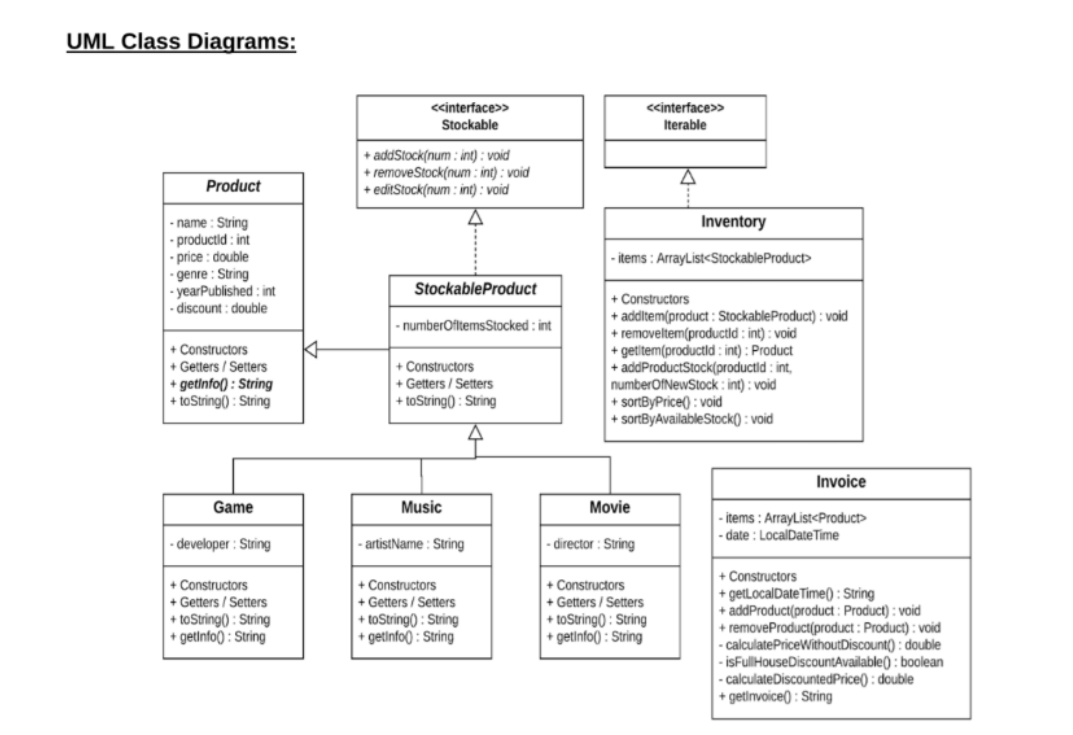 UML Class Diagrams:
<<interface>>
Stockable
+ addStock(num : int) : void
+ removeStock(num : int) : void
+ editStock(num : int) : void
<<interface>>
Iterable
Product
- name : String
- productId : int
- price : double
- genre : String
- yearPublished : int
- discount : double
+ Constructors
+ Getters / Setters
+ getInfo() : String
+ toString() : String
StockableProduct
- numberOfItemsStocked : int
+ Constructors
+ Getters / Setters
+ toString() : String
Inventory
- items : ArrayList<StockableProduct>
+ Constructors
+ addItem(product : StockableProduct) : void
+ removeItem(productId : int) : void
+ getItem(productId : int) : Product
+ addProductStock(productId : int,
numberOfNewStock : int) : void
+ sortByPrice() : void
+ sortByAvailableStock() : void
Game
- developer : String
+ Constructors
+ Getters / Setters
+ toString() : String
+ getInfo() : String
Music
- artistName : String
+ Constructors
+ Getters / Setters
+ toString() : String
+ getInfo() : String
Movie
- director : String
+ Constructors
+ Getters / Setters
+ toString() : String
+ getInfo() : String
Invoice
- items : ArrayList<Product>
- date : LocalDateTime
+ Constructors
+ getLocalDateTime() : String
+ addProduct(product : Product) : void
+ removeProduct(product : Product) : void
- calculatePriceWithoutDiscount() : double
- isFullHouseDiscountAvailable() : boolean
- calculateDiscountedPrice() : double
+ getInvoice() : String